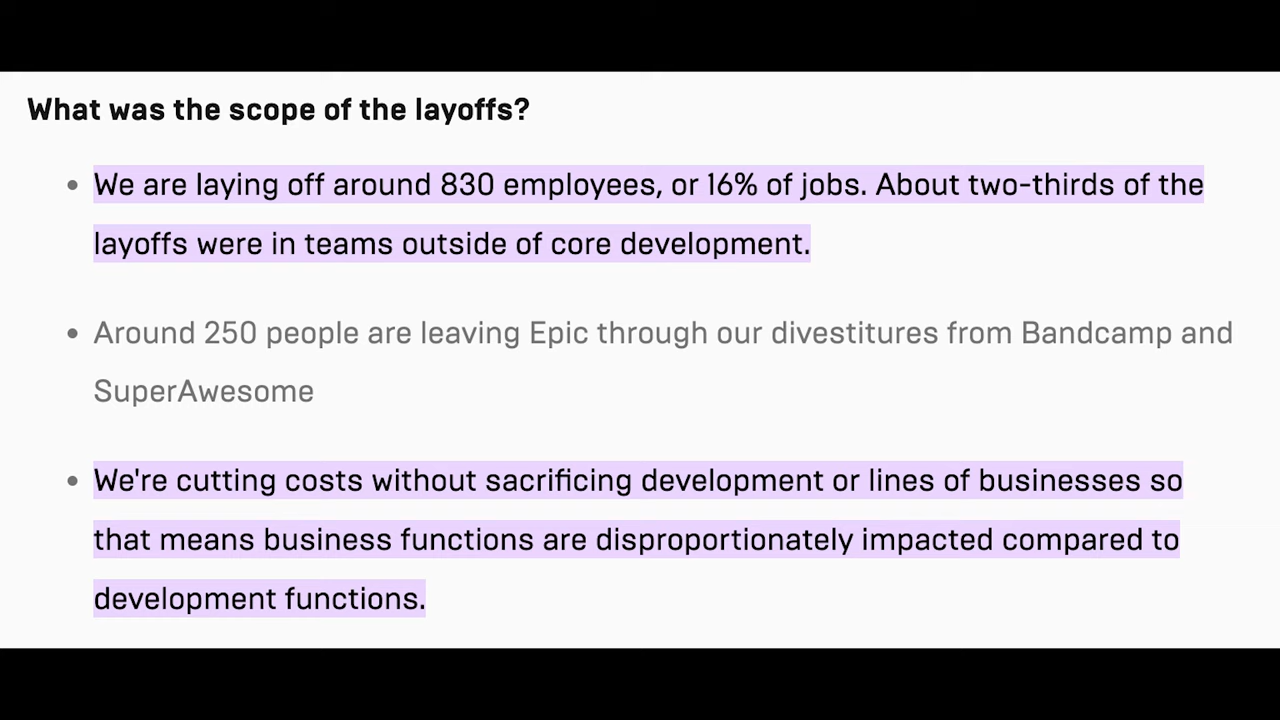 What was the scope of the layoffs?
• We are laying off around 830 employees, or 16% of jobs. About two-thirds of the
layoffs were in teams outside of core development.
• Around 250 people are leaving Epic through our divestitures from Bandcamp and
SuperAwesome
• We're cutting costs without sacrificing development or lines of businesses so
that means business functions are disproportionately impacted compared to
development functions.